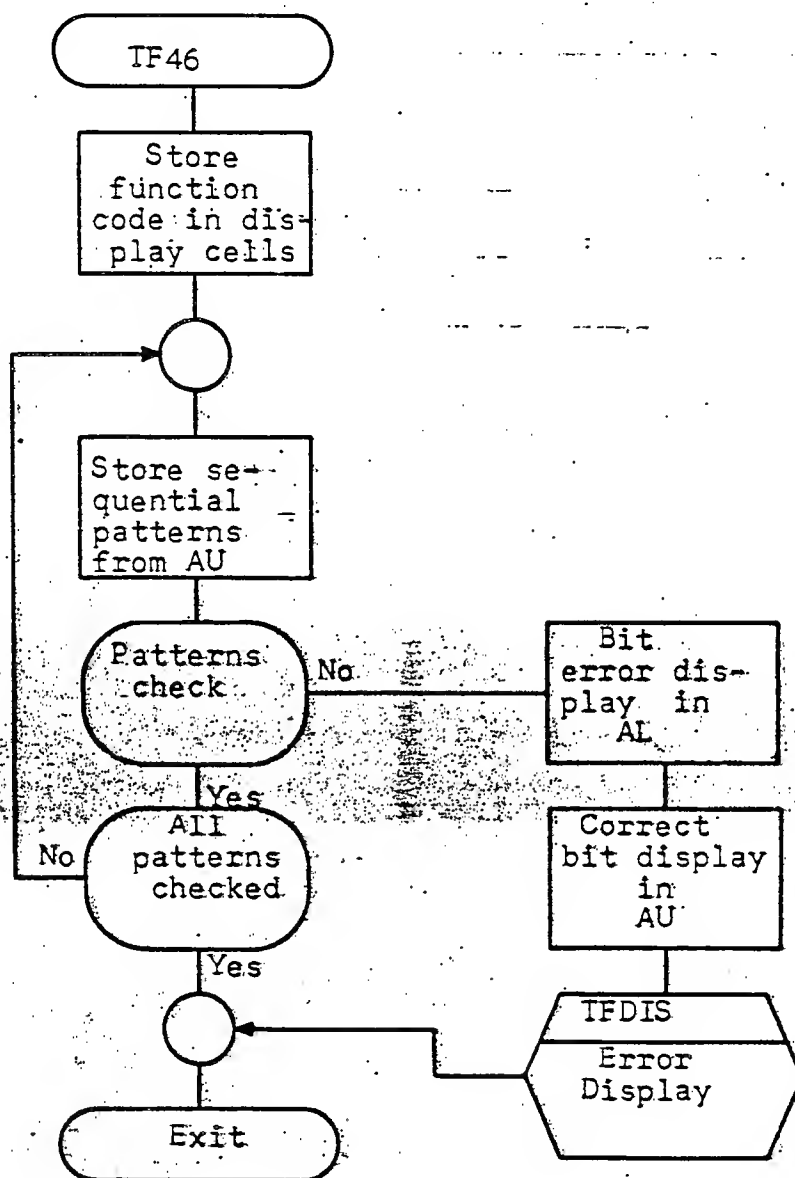 TF46
Store
function
code in dis-
play cells
Store se-
quential
patterns
from AU
Patterns
check
No
Yes
All
patterns
checked
No
Yes
Bit
error dis-
play in
AL
Correct
bit display
in
AU
TFDIS
Error
Display
Exit